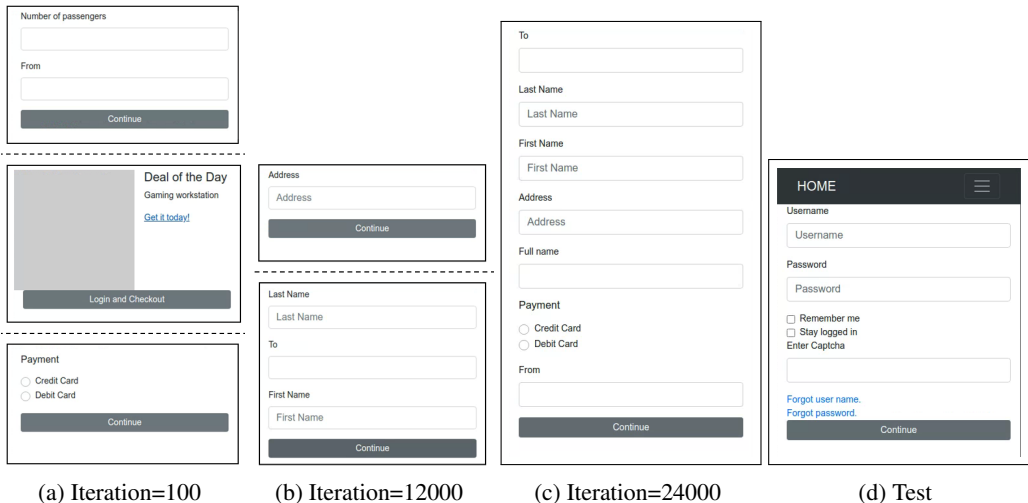 Number of passengers
From
Continue
Deal of the Day
Gaming workstation
Get it today!
Login and Checkout
Payment
Credit Card
Debit Card
Continue
(a) Iteration=100
Address
Address
Continue
Last Name
Last Name
To
First Name
First Name
Continue
(b) Iteration=12000
To
Last Name
Last Name
First Name
First Name
Address
Address
Full name
Payment
Credit Card
Debit Card
From
Continue
(c) Iteration=24000
HOME
Username
Username
Password
Password
Remember me
Stay logged in
Enter Captcha
Forgot user name.
Forgot password.
Continue
(d) Test